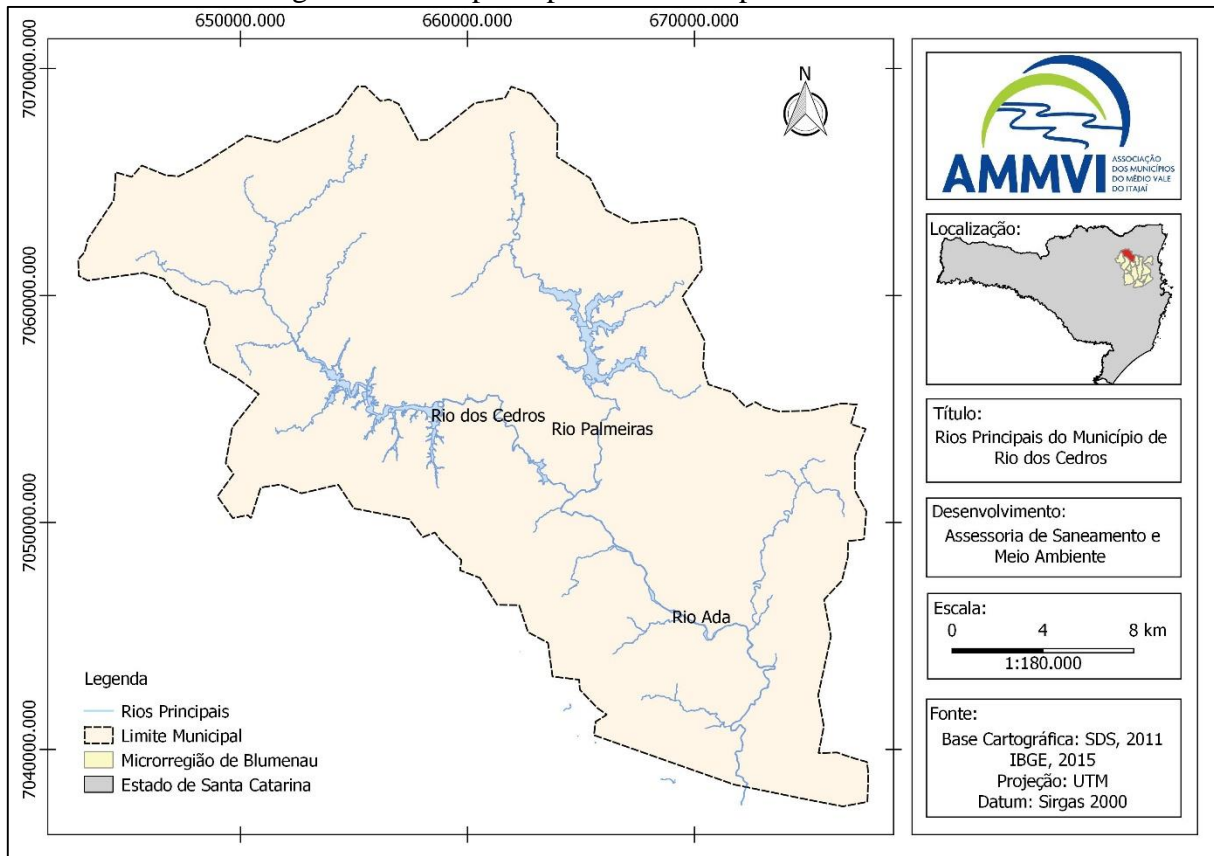 650000.000 660000.000 670000.000
7070000.000
7060000.000
7050000.000
7040000.000
N
Rio dos Cedros
Rio Palmeiras
Rio Ada
Legenda
Rios Principais
Limite Municipal
Microrregião de Blumenau
Estado de Santa Catarina
AMMVI
ASSOCIAÇÃO
DOS MUNICÍPIOS
DO MÉDIO VALE
DO ITAJAÍ
Localização:
Título:
Rios Principais do Município de
Rio dos Cedros
Desenvolvimento:
Assessoria de Saneamento e
Meio Ambiente
Escala:
0 4 8 km
1:180.000
Fonte:
Base Cartográfica: SDS, 2011
IBGE, 2015
Projeção: UTM
Datum: Sirgas 2000